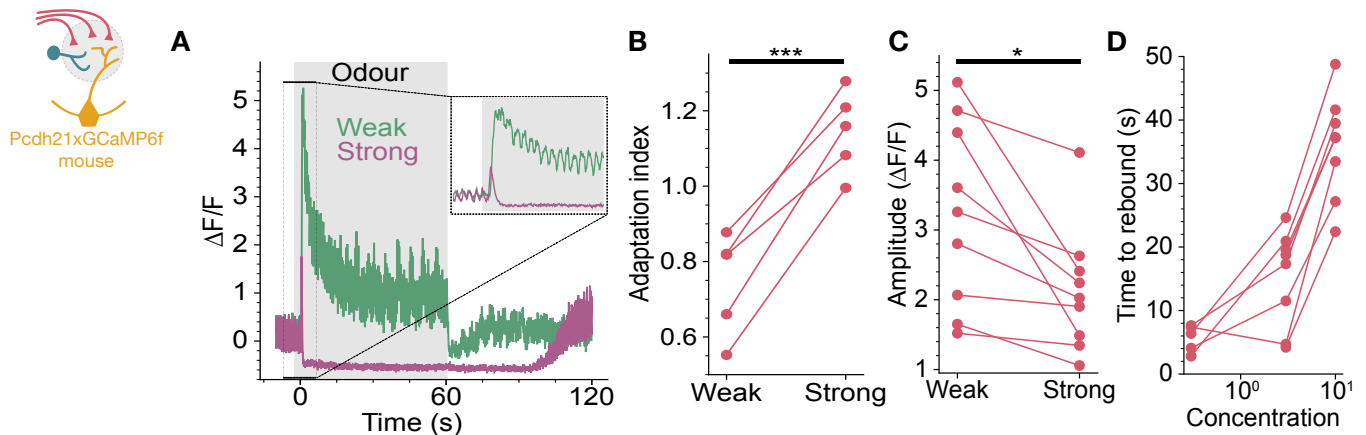 Pcdh21xGCaMP6f
mouse
A
Odour
Weak
Strong
ΔF/F
5
4
3
2
1
0
0
60
120
Time (s)
B
***
Adaptation index
1.2
1.0
0.8
0.6
Weak
Strong
C
*
Amplitude (ΔF/F)
5
4
3
2
1
Weak
Strong
D
Time to rebound (s)
50
40
30
20
10
0
10⁰
10¹
Concentration